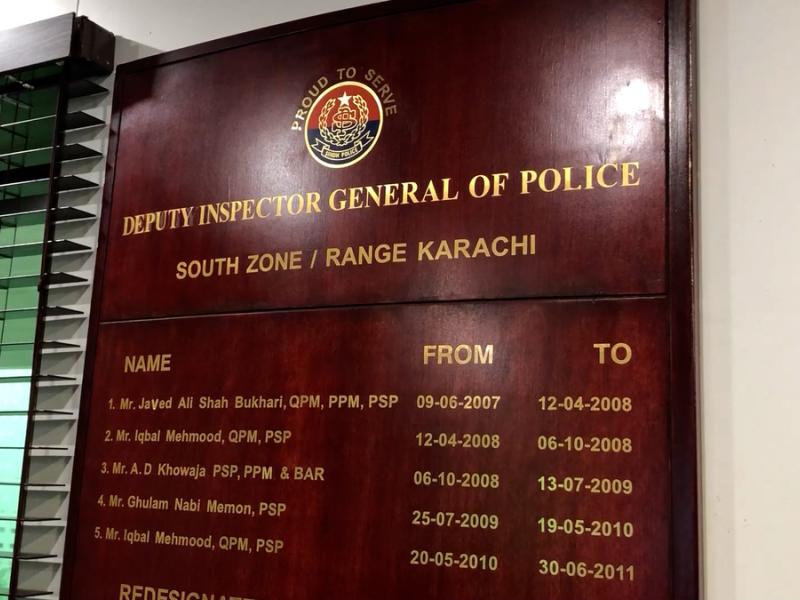 PROUD TO SERVE
SINDH POLICE
DEPUTY INSPECTOR GENERAL OF POLICE
SOUTH ZONE / RANGE KARACHI
NAME FROM TO
1. Mr. Javed Ali Shah Bukhari, QPM, PPM, PSP 09-06-2007 12-04-2008
2. Mr. Iqbal Mehmood, QPM, PSP 12-04-2008 06-10-2008
3. Mr. A.D Khowaja PSP, PPM & BAR 06-10-2008 13-07-2009
4. Mr. Ghulam Nabi Memon, PSP 25-07-2009 19-05-2010
5. Mr. Iqbal Mehmood, QPM, PSP 20-05-2010 30-06-2011